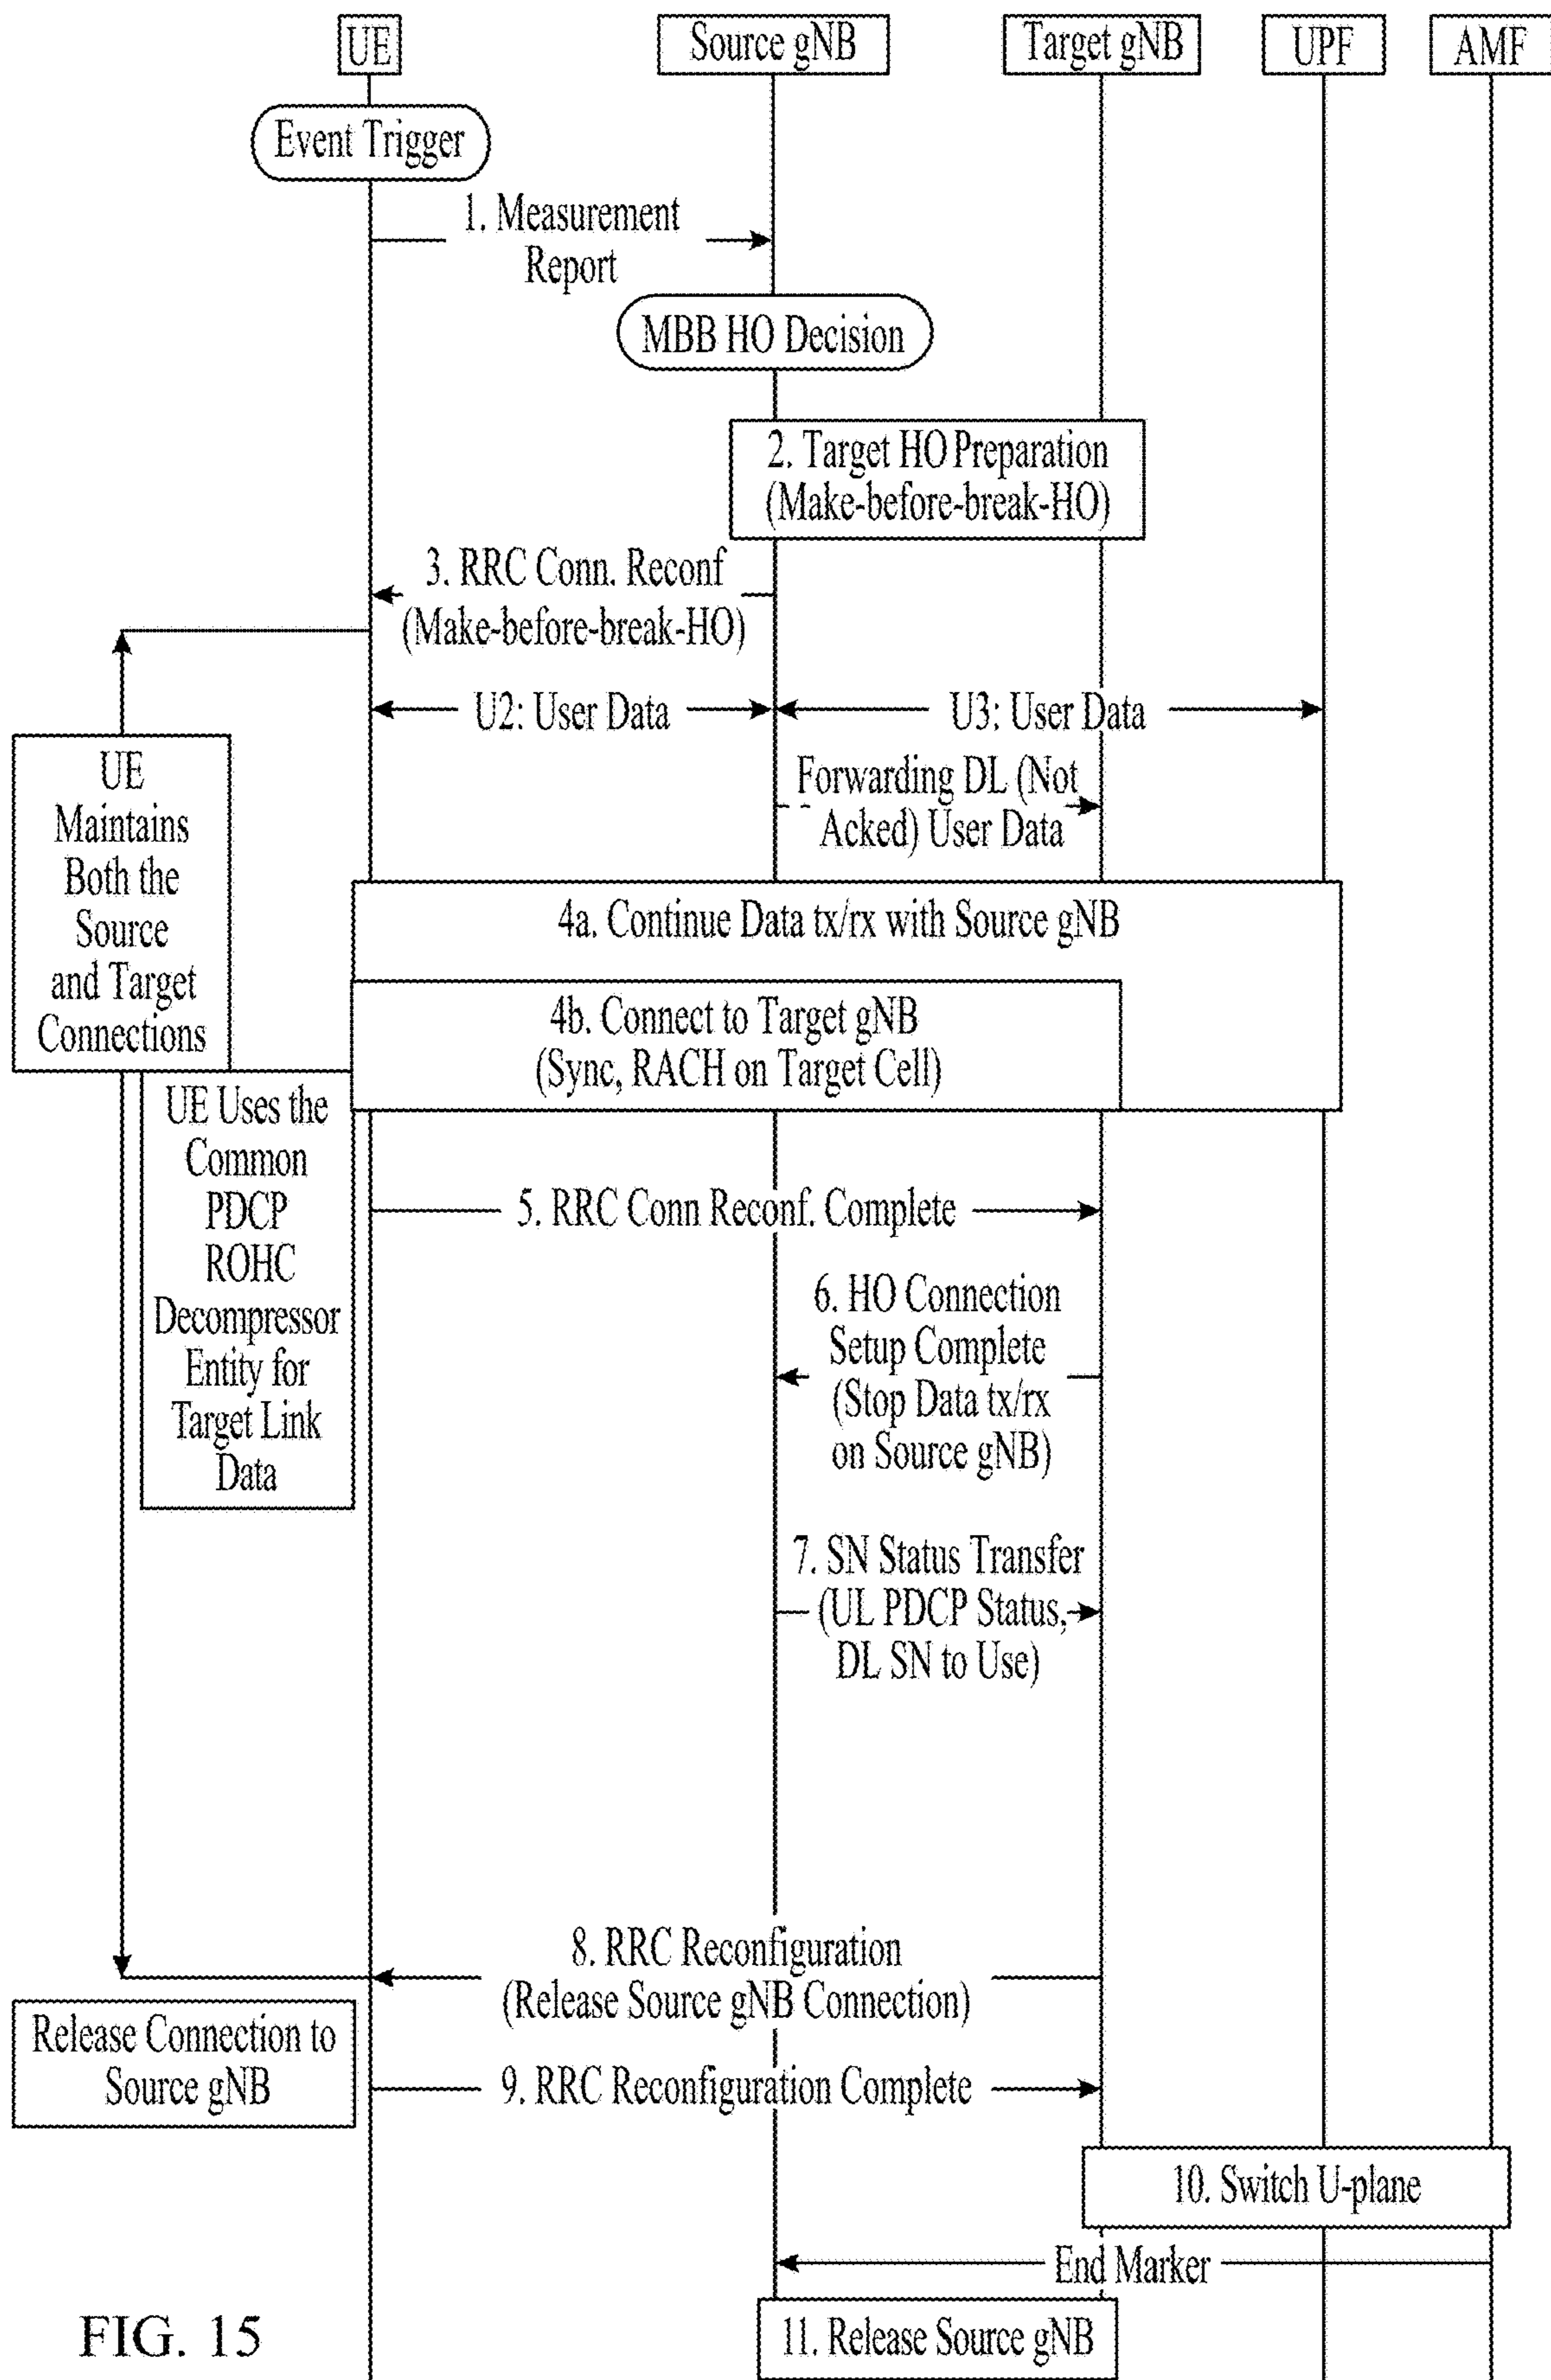 UE
Source gNB
Target gNB
UPF
AMF
Event Trigger
1. Measurement
Report
MBB HO Decision
2. Target HO Preparation
(Make-before-break-HO)
3. RRC Conn. Reconf
(Make-before-break-HO)
U2: User Data
U3: User Data
Forwarding DL (Not
Acked) User Data
UE
Maintains
Both the
Source
and Target
Connections
4a. Continue Data tx/rx with Source gNB
4b. Connect to Target gNB
(Sync, RACH on Target Cell)
UE Uses the
Common
PDCP
ROHC
Decompressor
Entity for
Target Link
Data
5. RRC Conn Reconf. Complete
6. HO Connection
Setup Complete
(Stop Data tx/rx
on Source gNB)
7. SN Status Transfer
(UL PDCP Status,
DL SN to Use)
8. RRC Reconfiguration
(Release Source gNB Connection)
Release Connection to
Source gNB
9. RRC Reconfiguration Complete
10. Switch U-plane
End Marker
11. Release Source gNB
FIG. 15